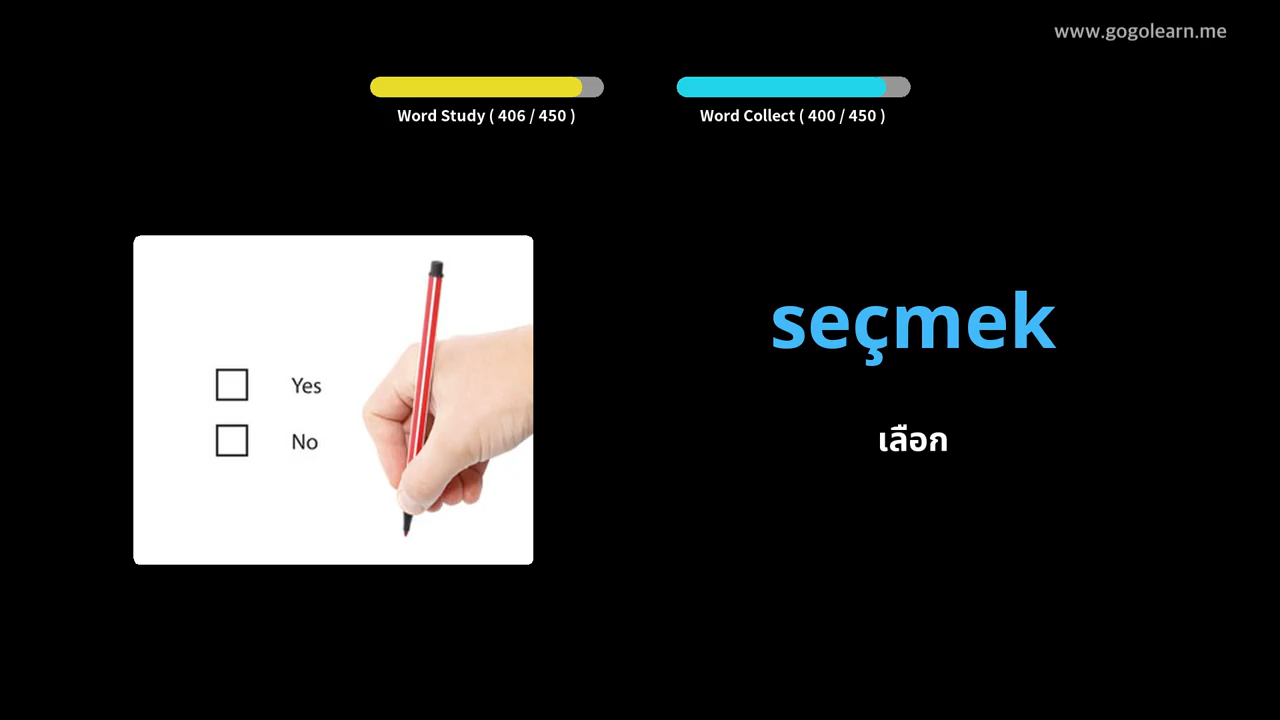 www.gogolearn.me
Word Study ( 406 / 450 )
Word Collect ( 400 / 450 )
Yes
No
seçmek
เลือก